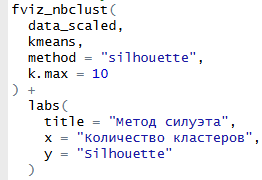 fviz_nbclust(
data_scaled,
kmeans,
method = "silhouette",
k.max = 10
) +
labs(
title = "Метод силуэта",
x = "Количество кластеров",
y = "Silhouette"
)